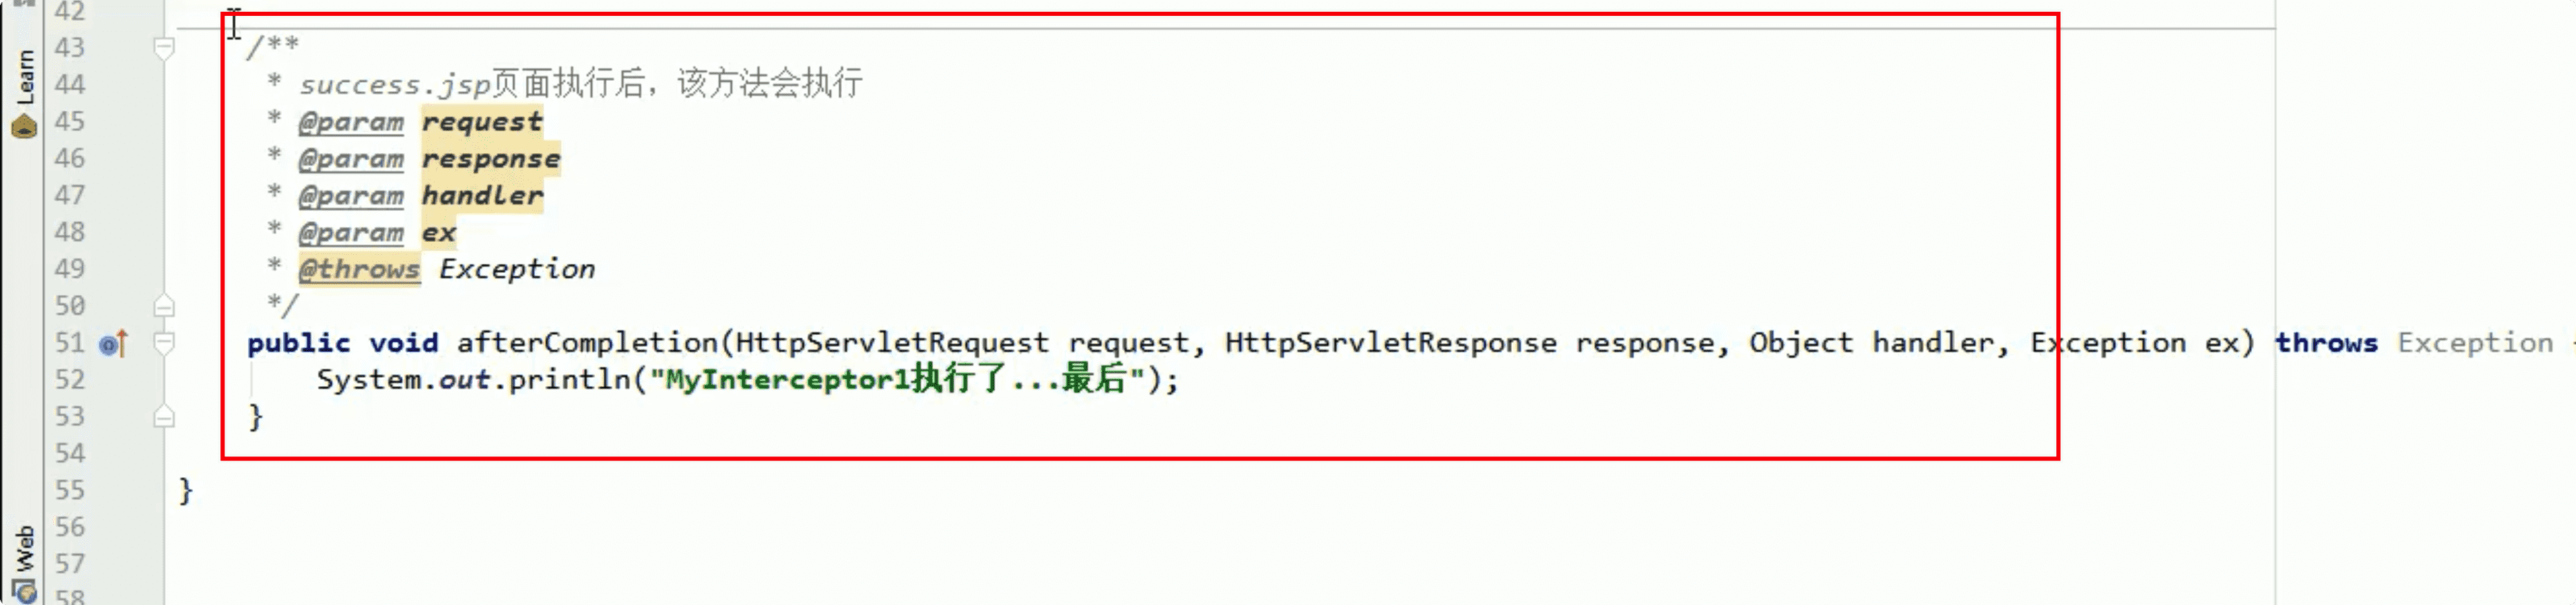 42
43 /**
44 * success.jsp页面执行后，该方法会执行
45 * @param request
46 * @param response
47 * @param handler
48 * @param ex
49 * @throws Exception
50 */
51 public void afterCompletion(HttpServletRequest request, HttpServletResponse response, Object handler, Exception ex) throws Exception
52 System.out.println("MyInterceptor1执行了...最后");
53 }
54
55 }
56
57
58
Learn
Web